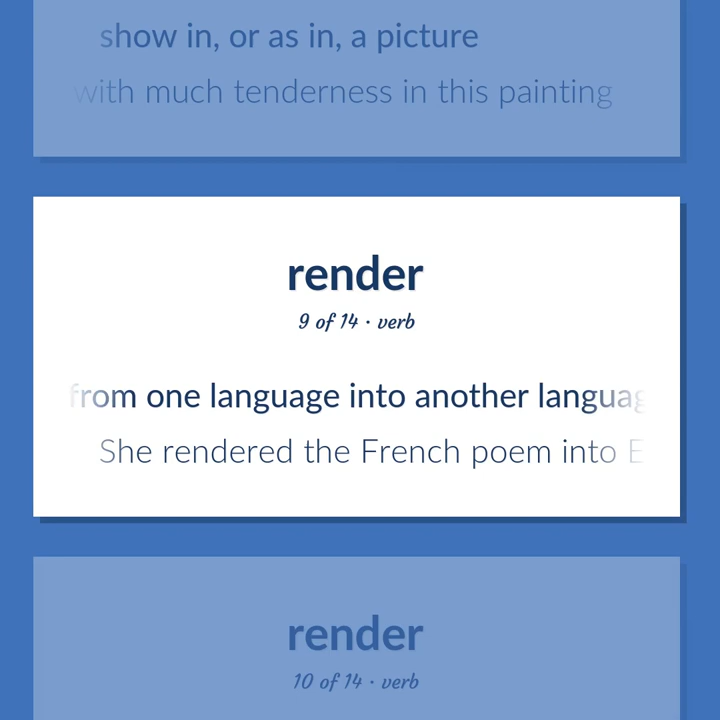 show in, or as in, a picture
with much tenderness in this painting
render
9 of 14 · verb
from one language into another languag
She rendered the French poem into E
render
10 of 14 · verb